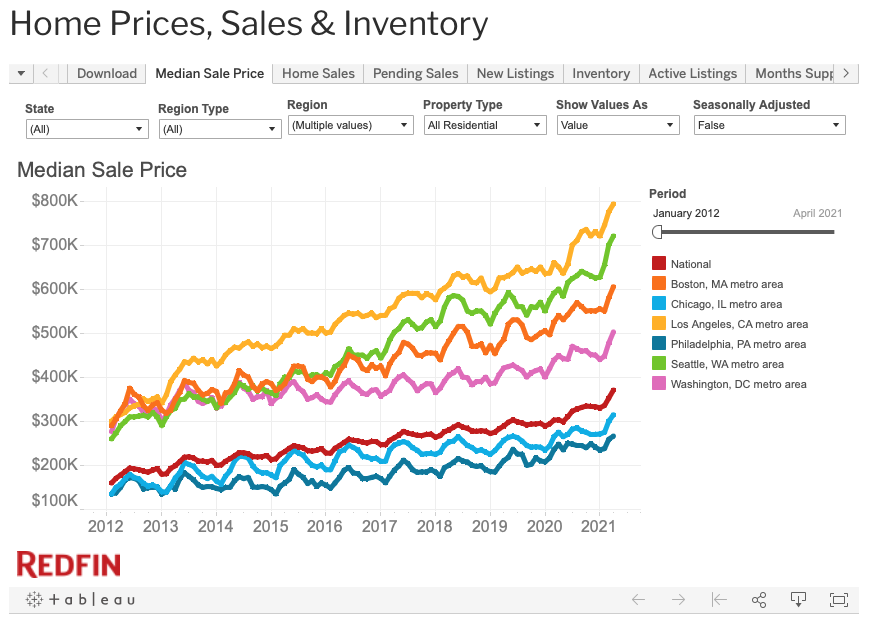 Home Prices, Sales & Inventory
Download Median Sale Price Home Sales Pending Sales New Listings Inventory Active Listings Months Supp
State Region Type Region Property Type Show Values As Seasonally Adjusted
(All) (All) (Multiple values) All Residential Value False
Median Sale Price
Period
January 2012 April 2021
$800K
$700K
$600K
$500K
$400K
$300K
$200K
$100K
2012 2013 2014 2015 2016 2017 2018 2019 2020 2021
National
Boston, MA metro area
Chicago, IL metro area
Los Angeles, CA metro area
Philadelphia, PA metro area
Seattle, WA metro area
Washington, DC metro area
REDFIN
+ a b l e a u